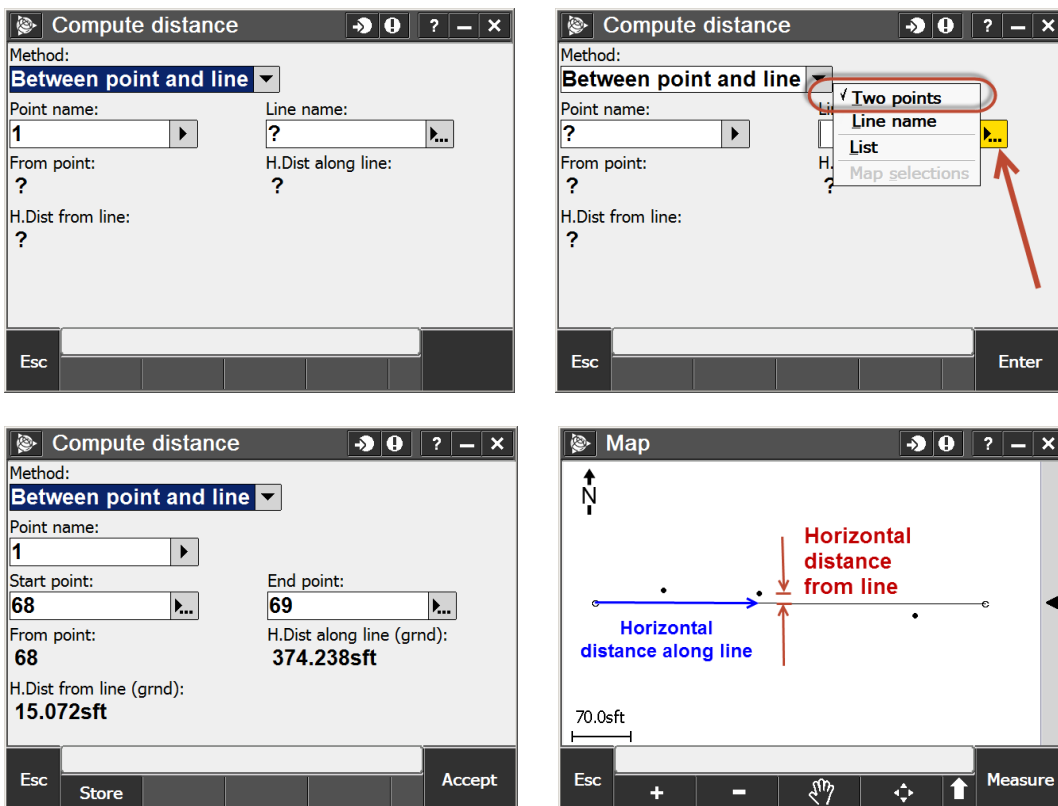 Compute distance ? – ×
Method:
Between point and line
Point name: Line name:
1 ?
From point: H.Dist along line:
? ?
H.Dist from line:
?
Esc
Compute distance ? – ×
Method:
Between point and line
√ Two points
Point name: Li
Line name
?
List
From point: H.
Map selections
? ?
H.Dist from line:
?
Esc Enter
Compute distance ? – ×
Method:
Between point and line
Point name:
1
Start point: End point:
68 69
From point: H.Dist along line (grnd):
68 374.238sft
H.Dist from line (grnd):
15.072sft
Esc Store Accept
Map ? – ×
N
Horizontal
distance
from line
Horizontal
distance along line
70.0sft
Esc + – Measure